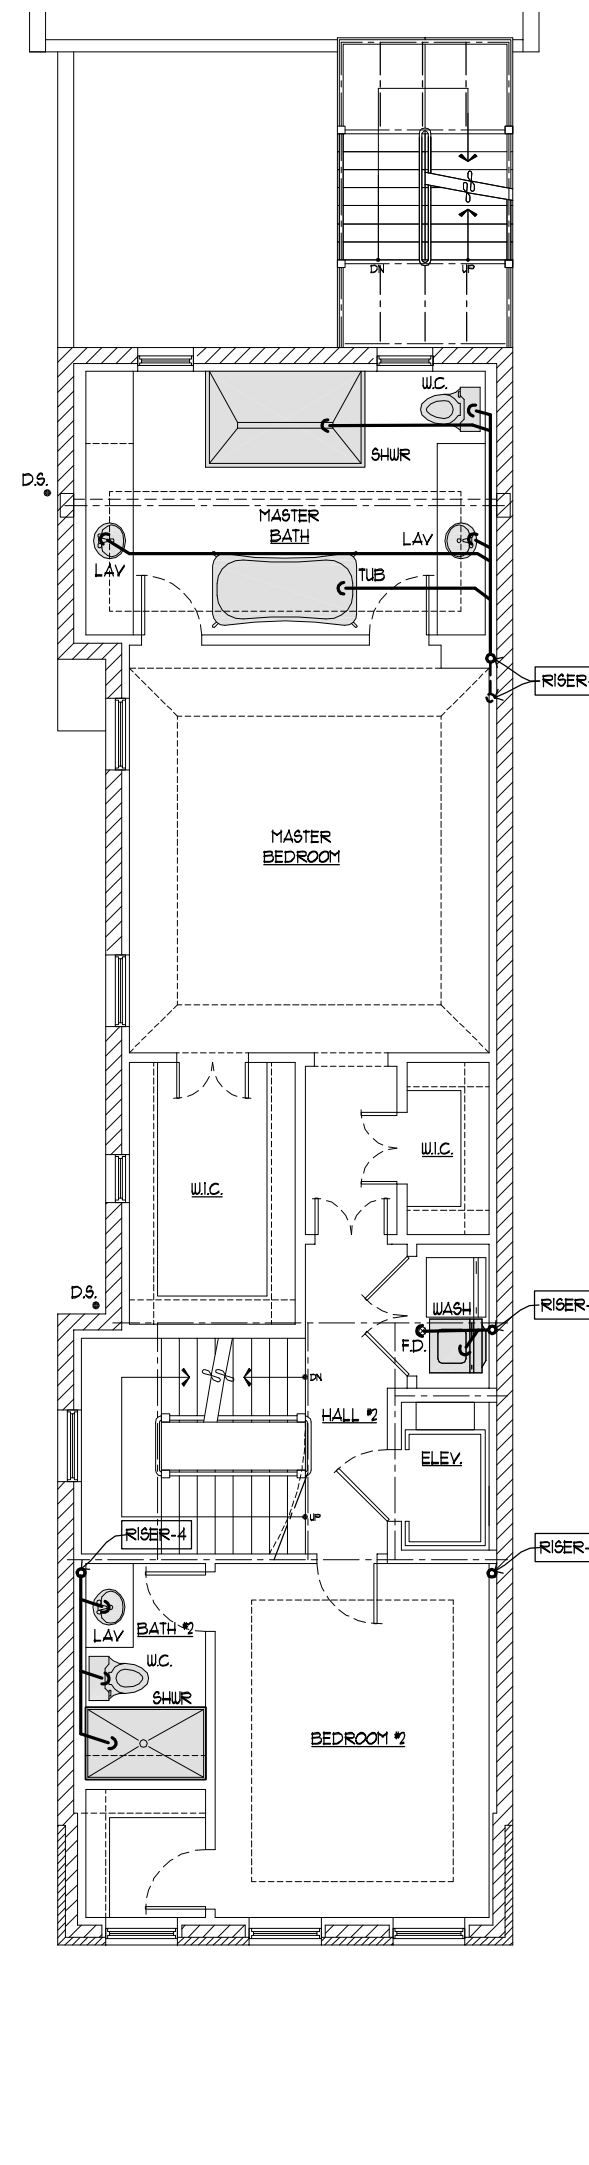 DN
UP
W.C.
SHWR
D.S.
MASTER
BATH
LAV
LAV
TUB
RISER-
MASTER
BEDROOM
W.I.C.
W.I.C.
D.S.
WASH
RISER-
F.D.
DN
HALL #2
ELEV.
UP
RISER-4
RISER-
LAV
BATH #2
W.C.
SHWR
BEDROOM #2